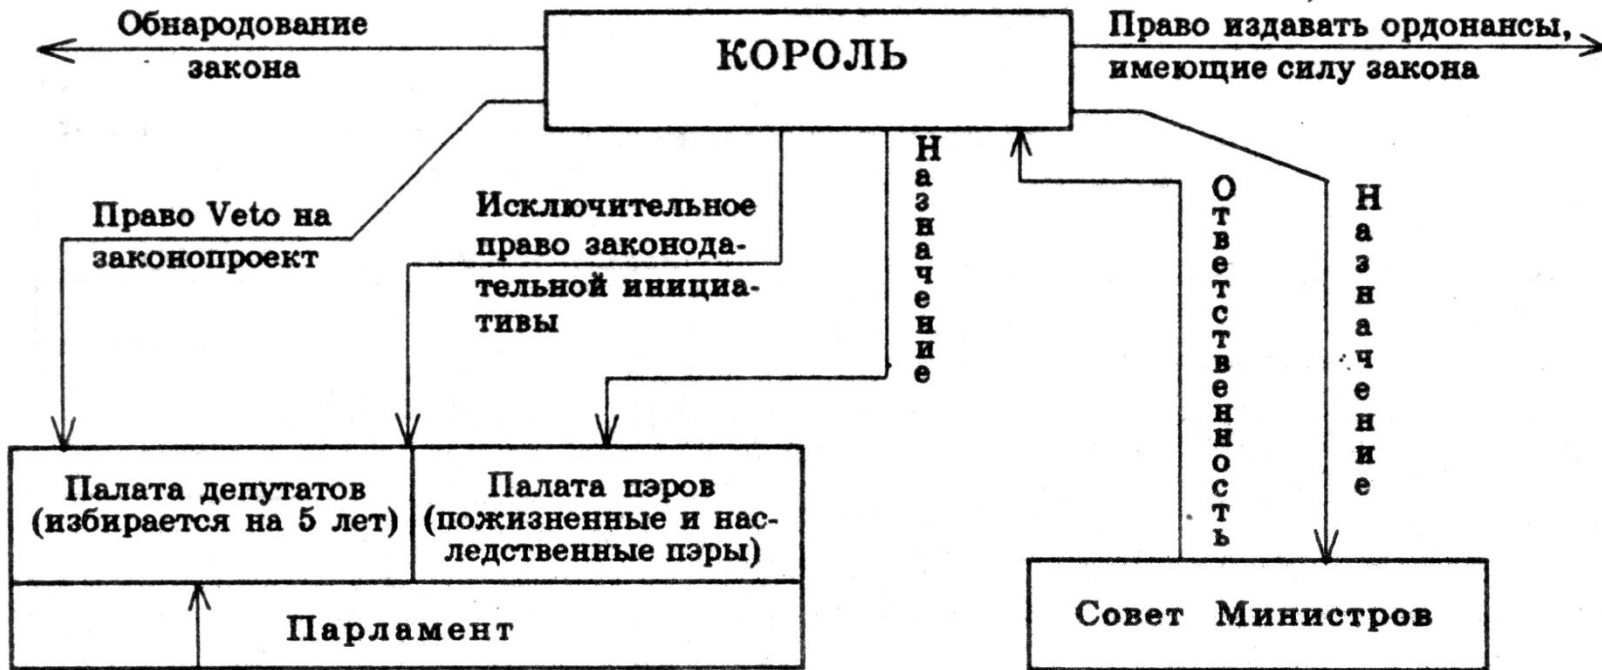 Обнародование
закона
КОРОЛЬ
Право издавать ордонансы,
имеющие силу закона
Право Veto на
законопроект
Исключительное
право законода-
тельной инициа-
тивы
Назначение
Ответственность
Назначение
Палата депутатов
(избирается на 5 лет)
Палата пэров
(пожизненные и нас-
ледственные пэры)
Парламент
Совет Министров